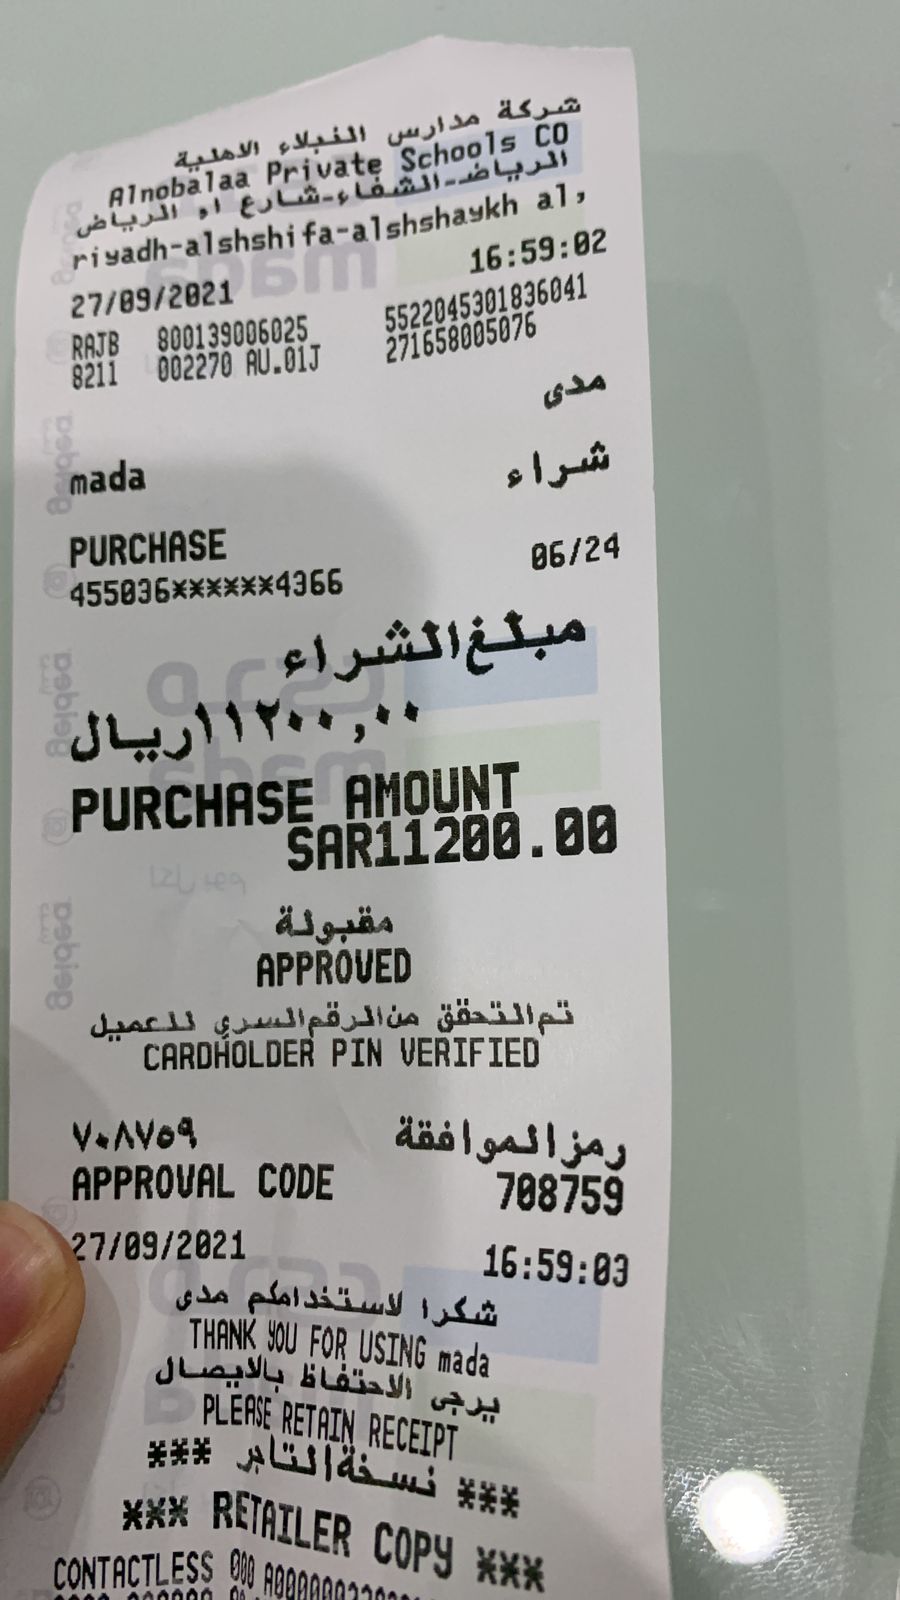 شركة مدارس النبلاء الاهلية
Alnobalaa Private Schools CO
الرياض-الشفاء-شارع ام الرياض
riyadh-alshshifa-alshshaykh al,
27/09/2021 16:59:02
RAJB 800139006025 5522045301836041
8211 002270 AU.01J 271658005076
مدى
mada
شراء
PURCHASE
455036******4366 06/24
مبلغ الشراء
١١٢٠٠,٠٠ريال
PURCHASE AMOUNT
SAR11200.00
مقبولة
APPROVED
تم التحقق من الرقم السري للعميل
CARDHOLDER PIN VERIFIED
رمز الموافقة ٧٠٨٧٥٩
APPROVAL CODE 708759
27/09/2021 16:59:03
شكرا لاستخدامكم مدى
THANK YOU FOR USING mada
يرجى الاحتفاظ بالايصال
PLEASE RETAIN RECEIPT
*** نسخة التاجر ***
*** RETAILER COPY ***
CONTACTLESS 000